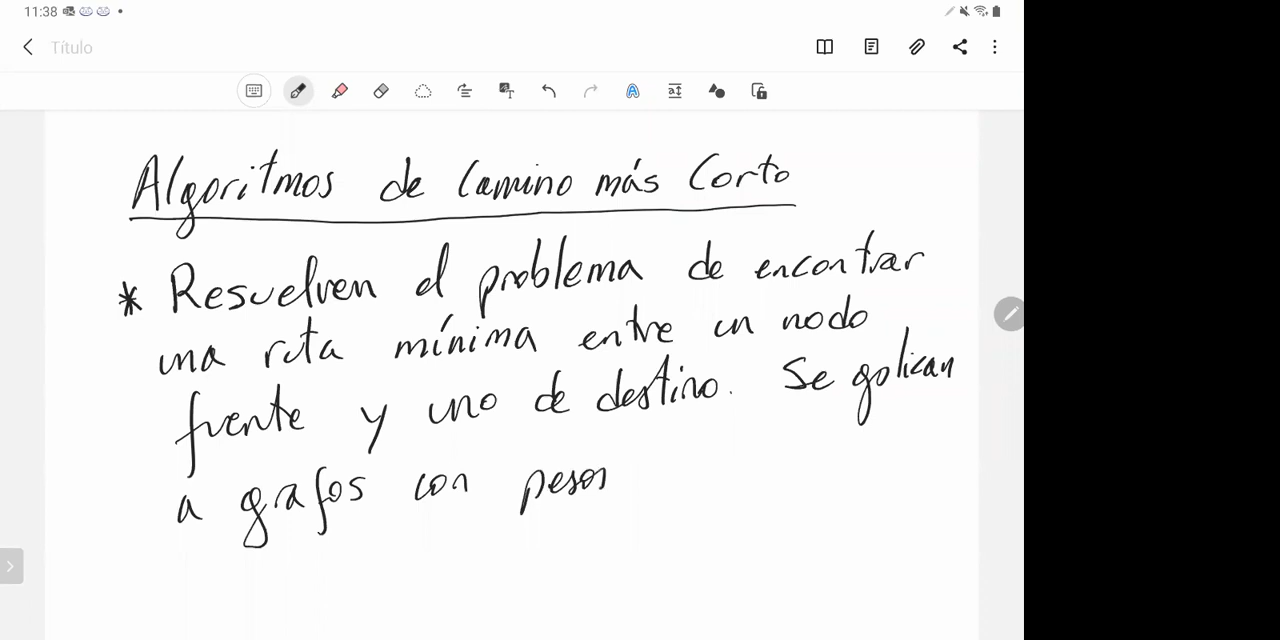 11:38
Título
Algoritmos de Camino más Corto
* Resuelven el problema de encontrar
una ruta mínima entre un nodo
fuente y uno de destino. Se aplican
a grafos con pesos